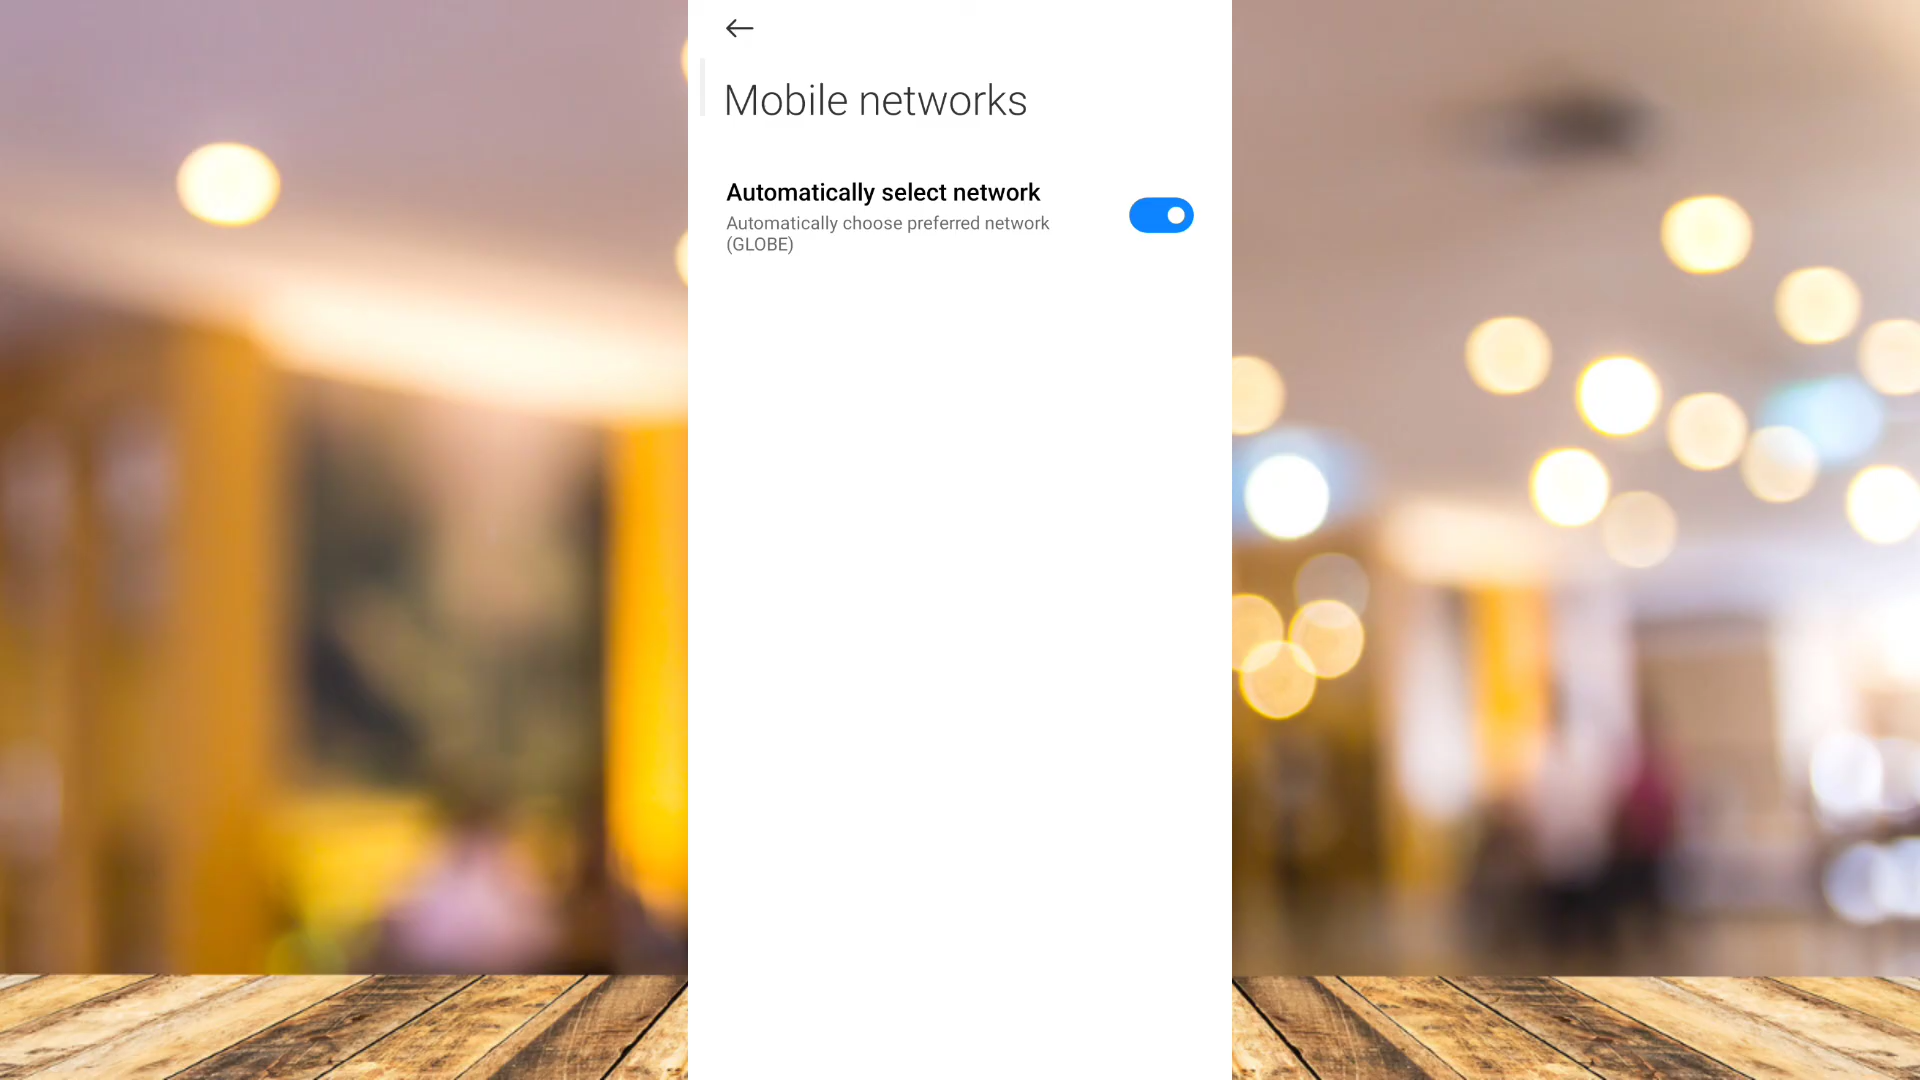 Mobile networks
Automatically select network
Automatically choose preferred network
(GLOBE)